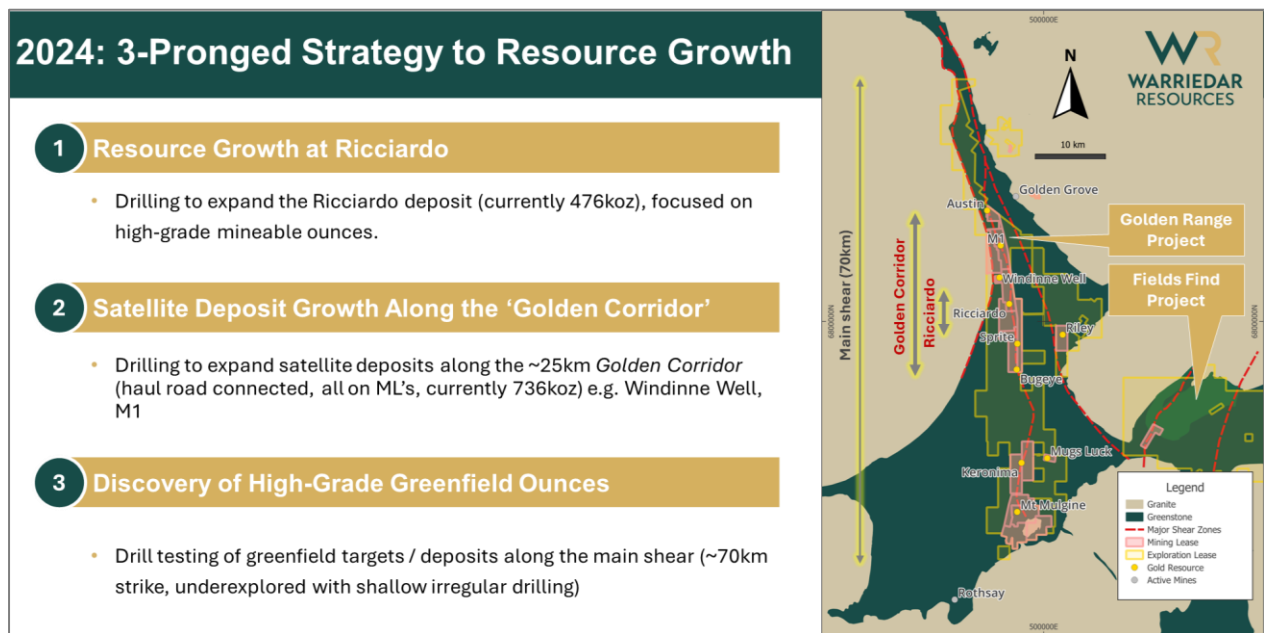 2024: 3-Pronged Strategy to Resource Growth
1 Resource Growth at Ricciardo
• Drilling to expand the Ricciardo deposit (currently 476koz), focused on
high-grade mineable ounces.
2 Satellite Deposit Growth Along the ‘Golden Corridor’
• Drilling to expand satellite deposits along the ~25km Golden Corridor
(haul road connected, all on ML's, currently 736koz) e.g. Windinne Well,
M1
3 Discovery of High-Grade Greenfield Ounces
• Drill testing of greenfield targets / deposits along the main shear (~70km
strike, underexplored with shallow irregular drilling)
500000E
WR
WARRIEDAR
RESOURCES
N
10 km
Golden Grove
Austin
M1
Golden Range
Project
Windinne Well
Fields Find
Project
Main shear (70km)
Golden Corridor
Ricciardo
Ricciardo
Sprite
Riley
Bugeye
6800000N
6800000N
Mugs Luck
Keronima
Mt Mulgine
Rothsay
Legend
Granite
Greenstone
Major Shear Zones
Mining Lease
Exploration Lease
Gold Resource
Active Mines
500000E